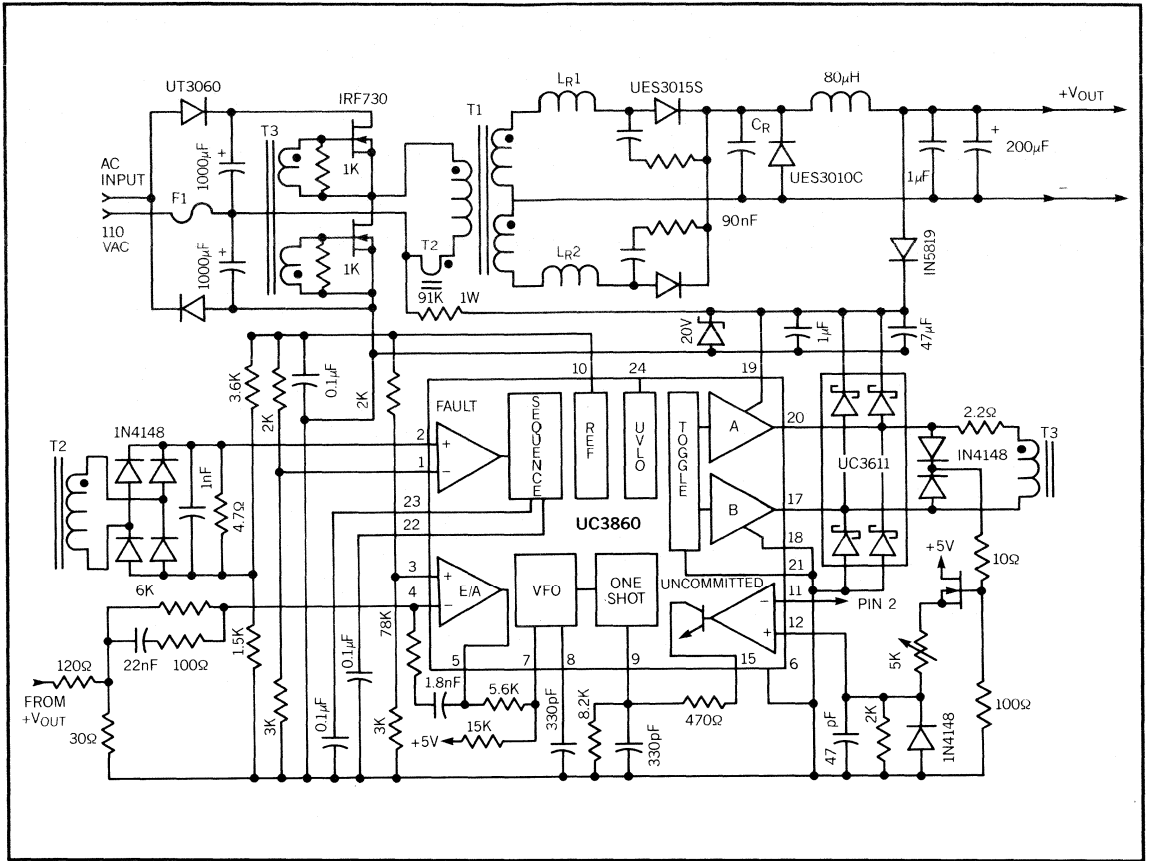 UT3060
IRF730
T3
1000µF
+
1K
AC
INPUT
F1
110
VAC
1000µF
+
1K
T2
91K
1W
T1
LR1
UES3015S
CR
UES3010C
90nF
LR2
80µH
+VOUT
+
200µF
1µF
–
IN5819
20V
1µF
47µF
3.6K
2K
0.1µF
2K
10
24
19
FAULT
2
+
1
–
SEQUENCE
REF
UVLO
TOGGLE
A
20
2.2Ω
T3
IN4148
UC3611
B
17
18
21
UC3860
T2
1N4148
1nF
4.7Ω
23
22
6K
3
+
E/A
4
–
VFO
ONE
SHOT
UNCOMMITTED
–
11
PIN 2
+
12
+5V
10Ω
5K
100Ω
22nF
100Ω
120Ω
FROM
+VOUT
30Ω
1.5K
3K
0.1µF
0.1µF
78K
3K
5
7
8
9
15
6
1.8nF
5.6K
+5V
15K
330pF
8.2K
330pF
470Ω
47
pF
2K
1N4148